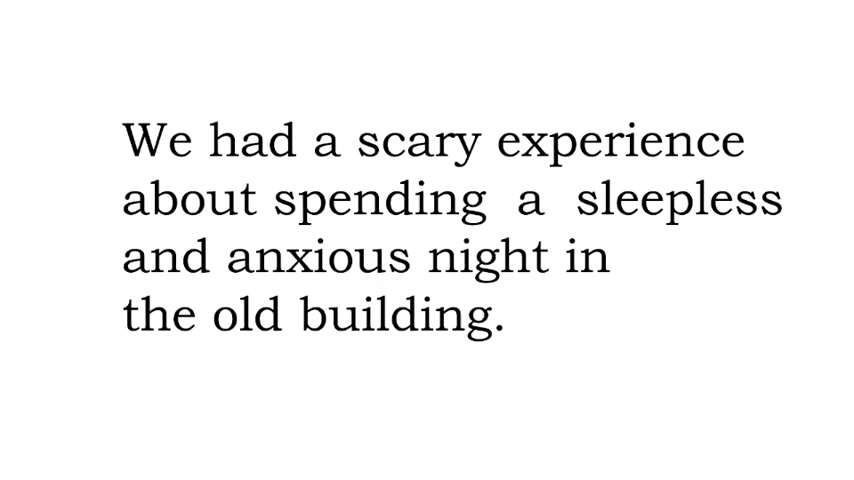 We had a scary experience
about spending a sleepless
and anxious night in
the old building.